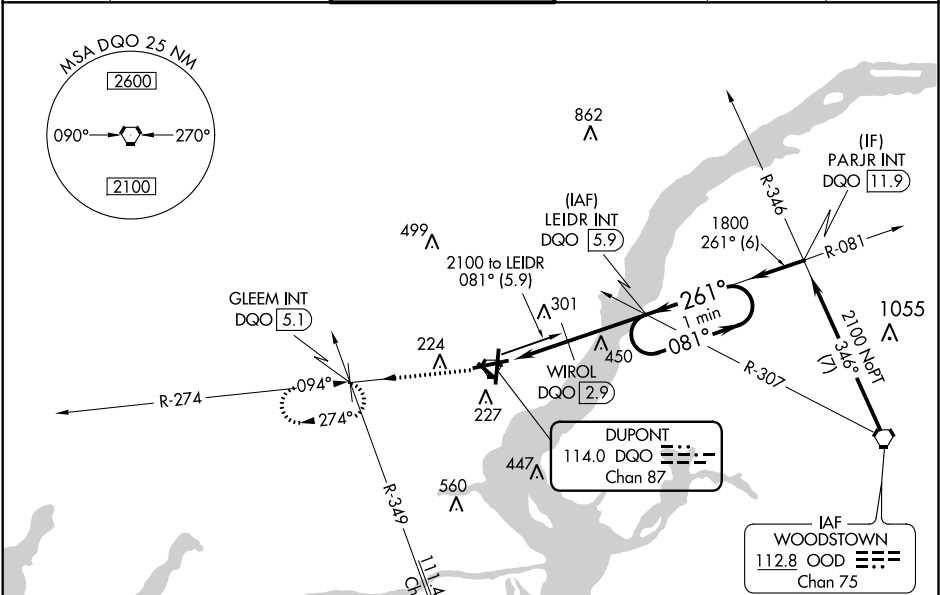 MSA DQO 25 NM
2600
090°
270°
2100
862
(IF)
PARJR INT
DQO 11.9
R-346
(IAF)
LEIDR INT
DQO 5.9
1800
261° (6)
R-081
499
2100 to LEIDR
081° (5.9)
301
261°
1 min
081°
2100 NoPT
346°
(7)
1055
GLEEM INT
DQO 5.1
224
450
WIROL
DQO 2.9
R-307
094°
R-274
274°
227
DUPONT
114.0 DQO
Chan 87
447
560
R-349
IAF
WOODSTOWN
112.8 OOD
Chan 75
111.4